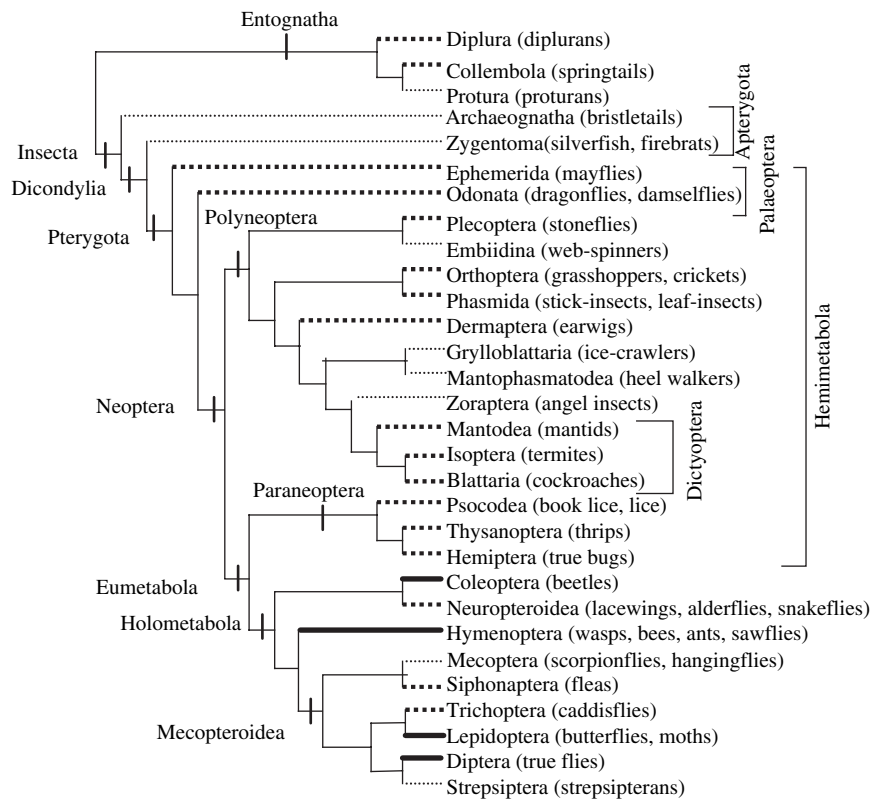 Entognatha
Diplura (diplurans)
Collembola (springtails)
Protura (proturans)
Archaeognatha (bristletails)
Apterygota
Zygentoma(silverfish, firebrats)
Insecta
Dicondylia
Ephemerida (mayflies)
Odonata (dragonflies, damselflies)
Palaeoptera
Polyneoptera
Pterygota
Plecoptera (stoneflies)
Embiidina (web-spinners)
Orthoptera (grasshoppers, crickets)
Phasmida (stick-insects, leaf-insects)
Dermaptera (earwigs)
Hemimetabola
Grylloblattaria (ice-crawlers)
Mantophasmatodea (heel walkers)
Neoptera
Zoraptera (angel insects)
Mantodea (mantids)
Isoptera (termites)
Dictyoptera
Blattaria (cockroaches)
Paraneoptera
Psocodea (book lice, lice)
Thysanoptera (thrips)
Hemiptera (true bugs)
Eumetabola
Coleoptera (beetles)
Neuropteroidea (lacewings, alderflies, snakeflies)
Holometabola
Hymenoptera (wasps, bees, ants, sawflies)
Mecoptera (scorpionflies, hangingflies)
Siphonaptera (fleas)
Trichoptera (caddisflies)
Mecopteroidea
Lepidoptera (butterflies, moths)
Diptera (true flies)
Strepsiptera (strepsipterans)